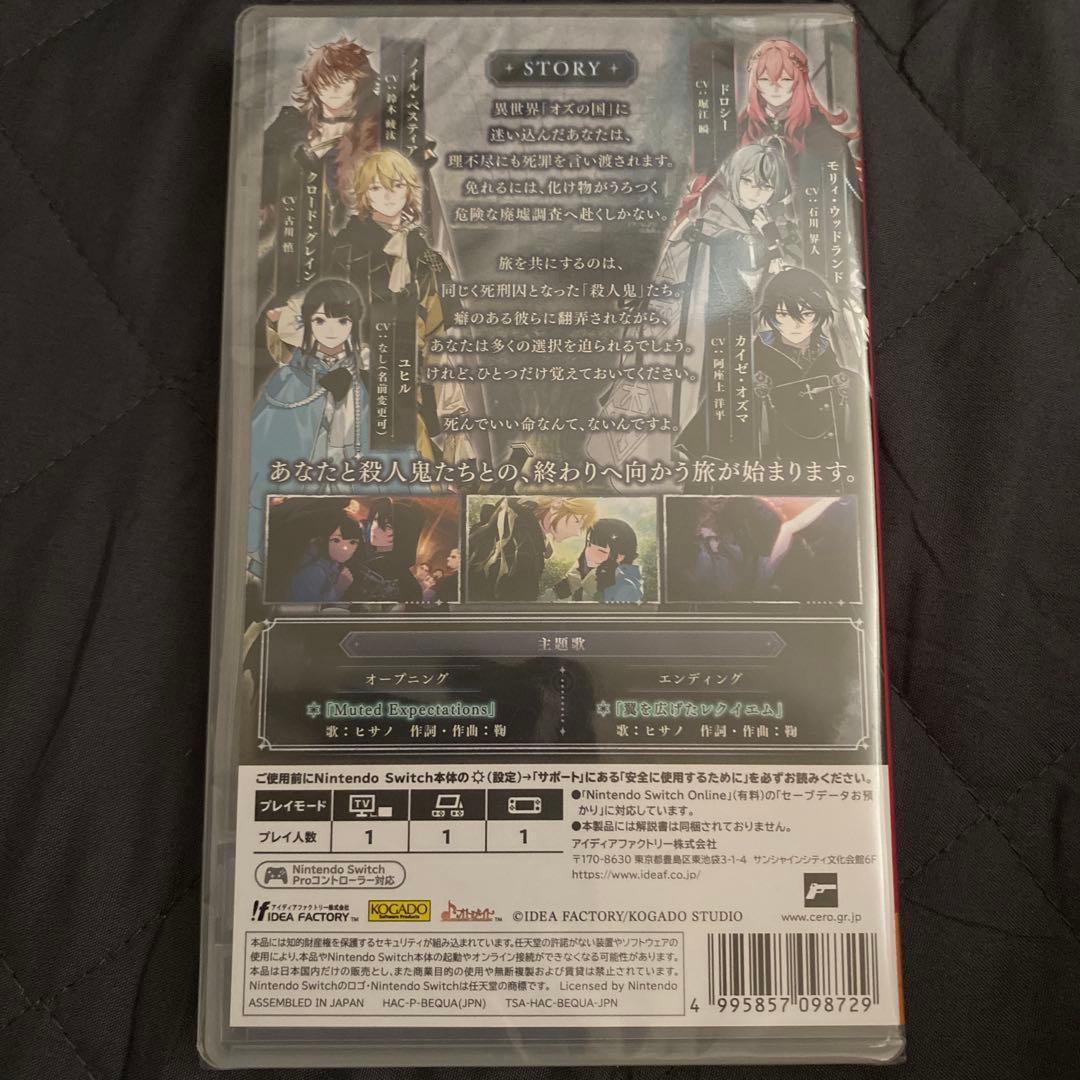 STORY
異世界「オズの国」に
迷い込んだあなたは、
理不尽にも死罪を言い渡されます。
免れるには、化け物がうろつく
危険な廃墟調査へ赴くしかない。
旅を共にするのは、
同じく死刑囚となった「殺人鬼」たち。
癖のある彼らに翻弄されながら、
あなたは多くの選択を迫られるでしょう。
けれど、ひとつだけ覚えておいてください。
死んでいい命なんて、ないんですよ。
あなたと殺人鬼たちとの、終わりへ向かう旅が始まります。
ノイル・ベスティア
CV：鈴木 崚汰
クロード・グレイン
CV：古川 慎
ユヒル
CV：なし(名前変更可)
ドロシー
CV：堀江 瞬
モリィ・ウッドランド
CV：石川 界人
カイゼ・オズマ
CV：阿座上 洋平
主題歌
オープニング
「Muted Expectations」
歌：ヒサノ 作詞・作曲：鞠
エンディング
「翼を広げたレクイエム」
歌：ヒサノ 作詞・作曲：鞠
ご使用前にNintendo Switch本体の(設定)→「サポート」にある「安全に使用するために」を必ずお読みください。
プレイモード TV
プレイ人数 1 1 1
Nintendo Switch
Proコントローラー対応
●「Nintendo Switch Online」(有料)の「セーブデータお預
かり」に対応しています。
●本製品には解説書は同梱されておりません。
アイディアファクトリー株式会社
〒170-8630 東京都豊島区東池袋3-1-4 サンシャインシティ文化会館6F
https://www.ideaf.co.jp/
アイディアファクトリー株式会社
IDEA FACTORY™
KOGADO
Software Products
オトメイト™
©IDEA FACTORY/KOGADO STUDIO
www.cero.gr.jp
本品には知的財産権を保護するセキュリティが組み込まれています。任天堂の許諾がない装置やソフトウェアの
使用により、本品やNintendo Switch本体の起動やオンライン接続ができなくなる可能性があります。
本品は日本国内だけの販売とし、また商業目的の使用や無断複製および賃貸は禁止されています。
Nintendo Switchのロゴ・Nintendo Switchは任天堂の商標です。 Licensed by Nintendo
ASSEMBLED IN JAPAN HAC-P-BEQUA(JPN) TSA-HAC-BEQUA-JPN
4 995857 098729